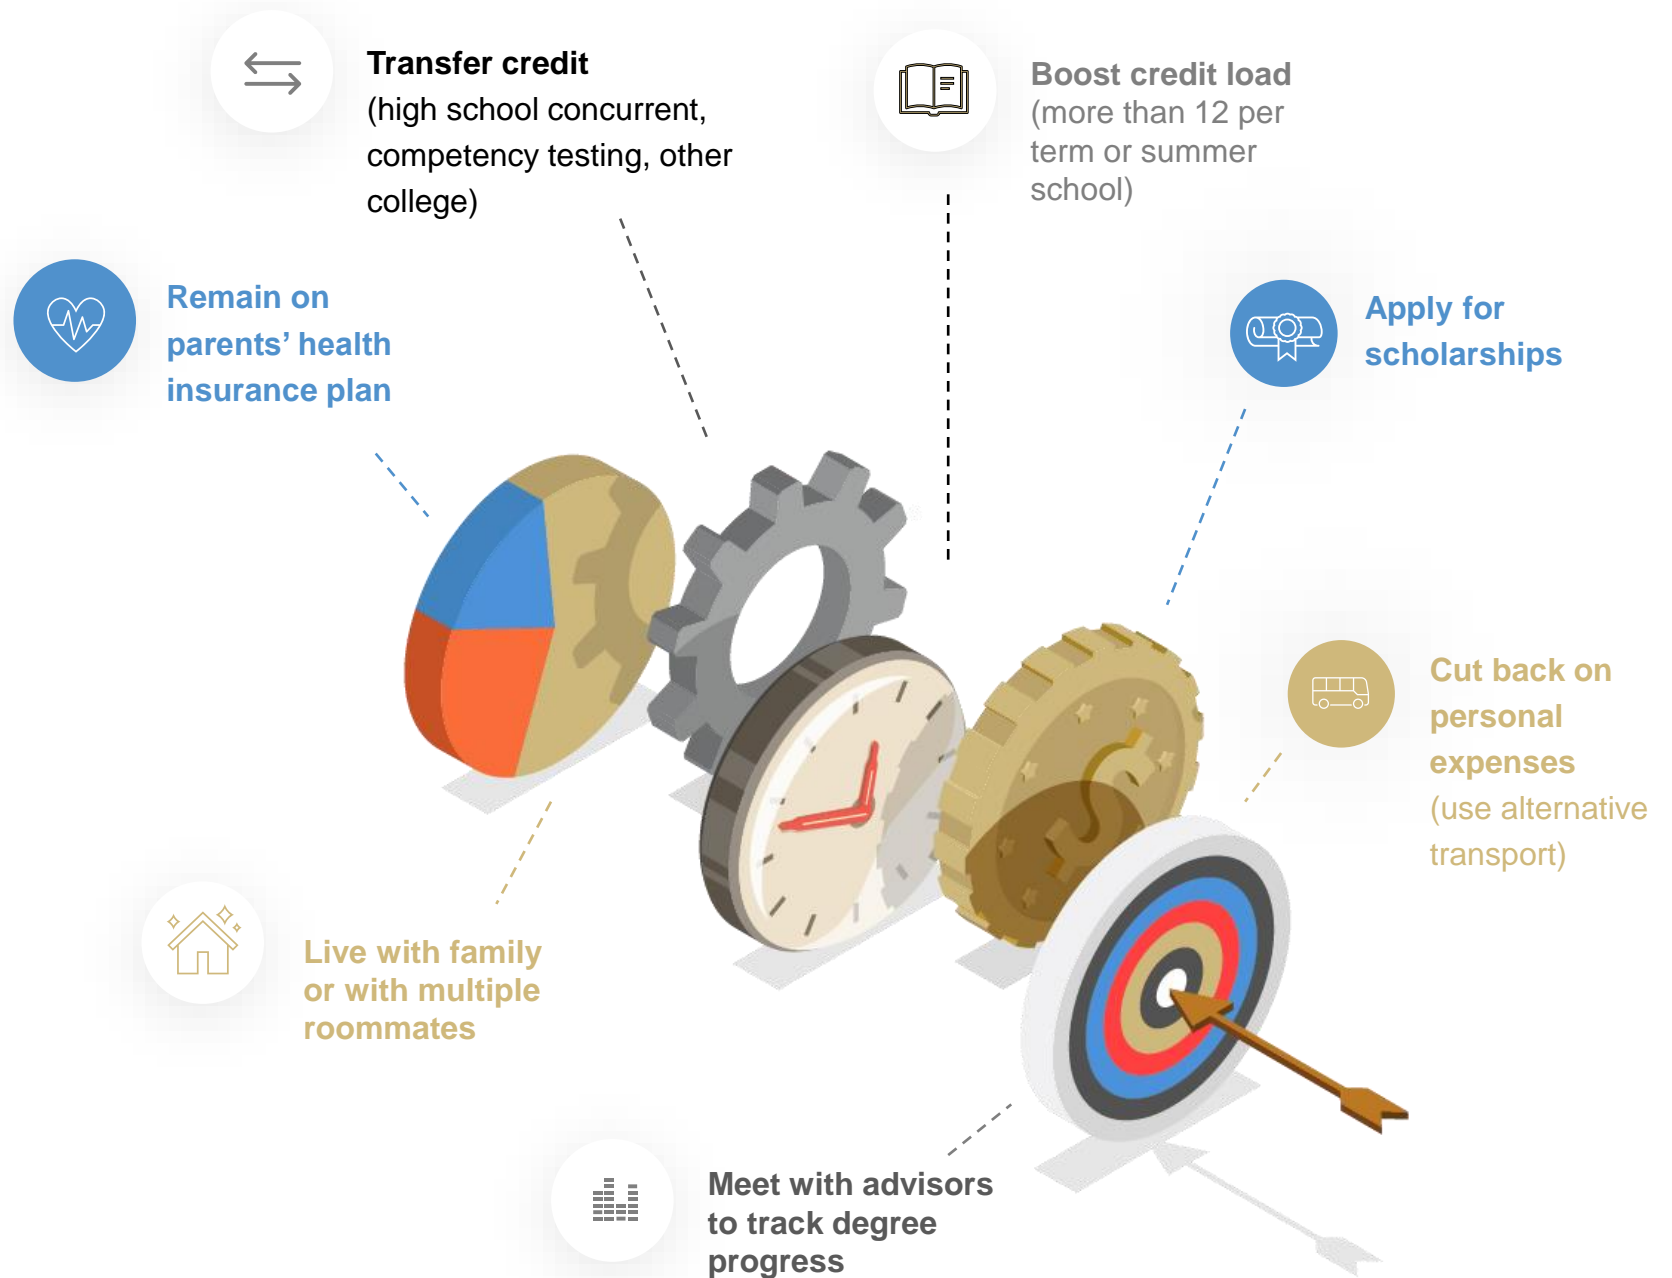 Transfer credit
(high school concurrent,
competency testing, other
college)
Boost credit load
(more than 12 per
term or summer
school)
Remain on
parents’ health
insurance plan
Apply for
scholarships
Cut back on
personal
expenses
(use alternative
transport)
Live with family
or with multiple
roommates
Meet with advisors
to track degree
progress